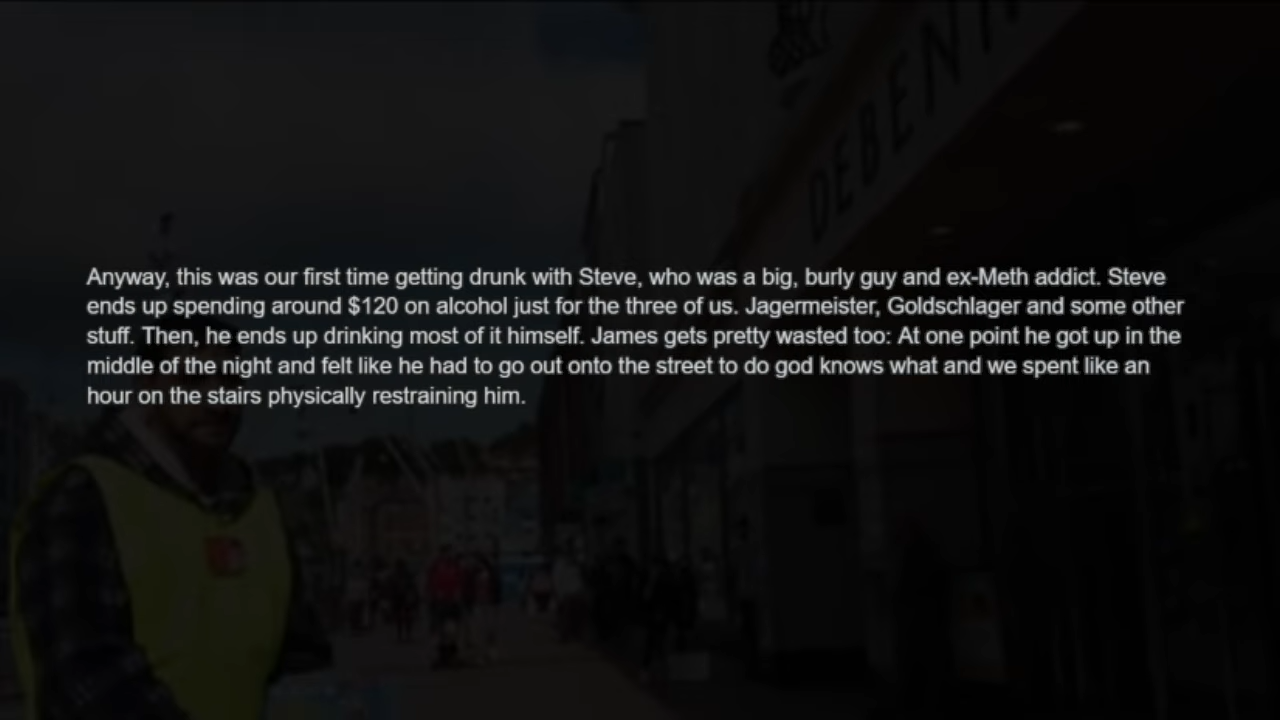 DEBENH
Anyway, this was our first time getting drunk with Steve, who was a big, burly guy and ex-Meth addict. Steve
ends up spending around $120 on alcohol just for the three of us. Jagermeister, Goldschlager and some other
stuff. Then, he ends up drinking most of it himself. James gets pretty wasted too: At one point he got up in the
middle of the night and felt like he had to go out onto the street to do god knows what and we spent like an
hour on the stairs physically restraining him.